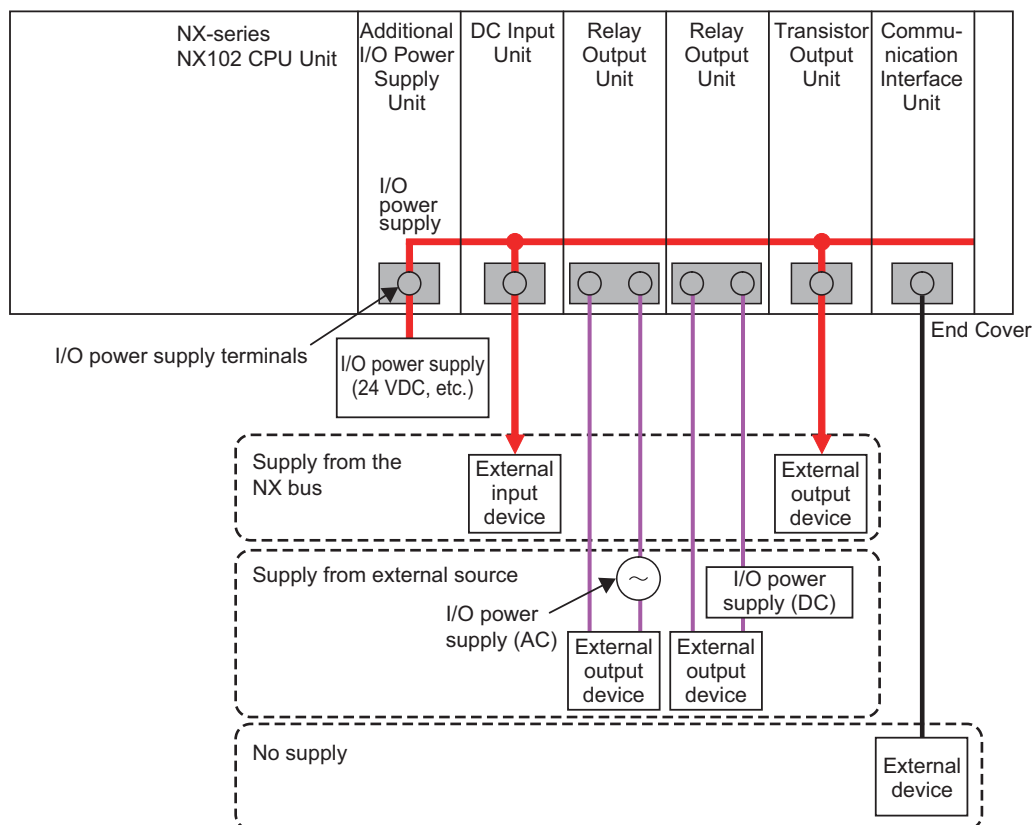 NX-series
NX102 CPU Unit
Additional
I/O Power
Supply
Unit
DC Input
Unit
Relay
Output
Unit
Relay
Output
Unit
Transistor
Output
Unit
Commu-
nication
Interface
Unit
I/O
power
supply
End Cover
I/O power supply terminals
I/O power supply
(24 VDC, etc.)
Supply from the
NX bus
External
input
device
External
output
device
Supply from external source
~
I/O power
supply (AC)
I/O power
supply (DC)
External
output
device
External
output
device
No supply
External
device